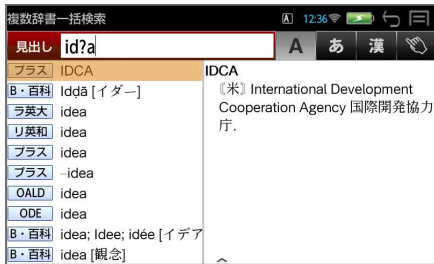 複数辞書一括検索 A 12:36
見出し id?a A あ 漢
プラス IDCA
B・百科 Iḍḍā [イダー]
ラ英大 idea
リ英和 idea
プラス idea
プラス –idea
OALD idea
ODE idea
B・百科 idea; Idee; idée [イデア
B・百科 idea [観念]
IDCA
〘米〙 International Development
Cooperation Agency 国際開発協力
庁.